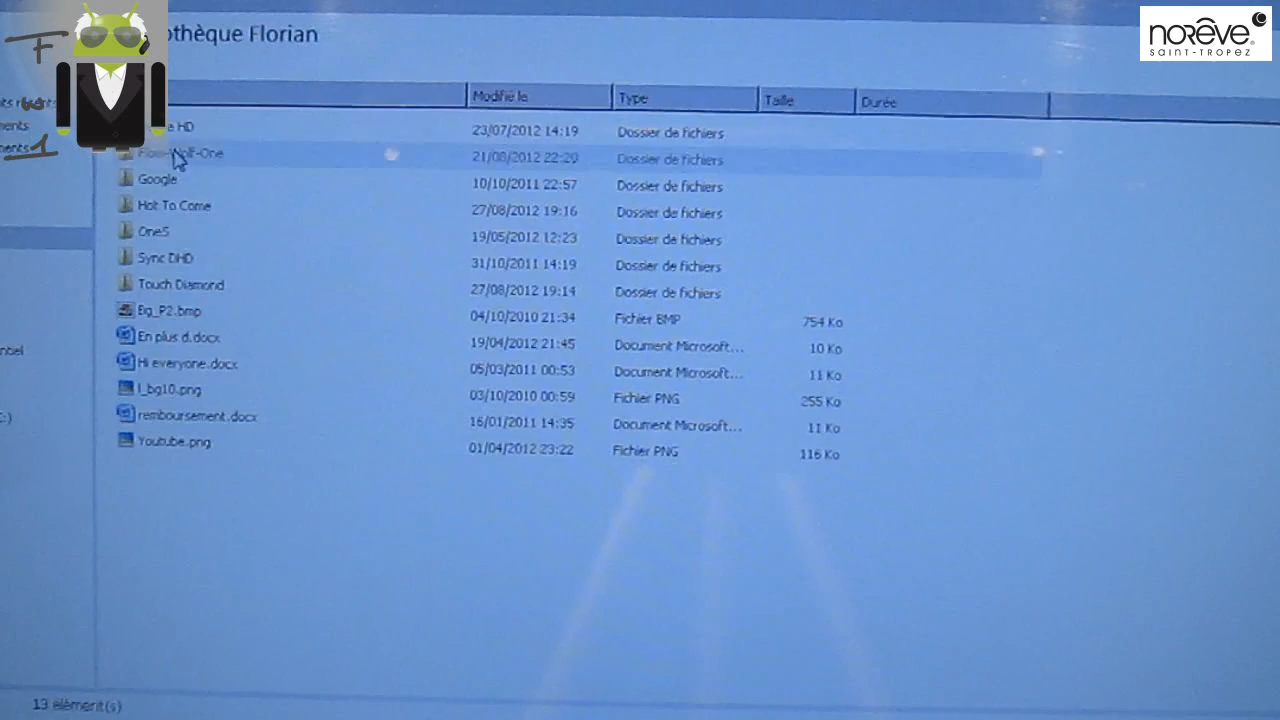 othèque Florian
norêve®
SAINT-TROPEZ
F
1
Modifié le Type Taille Durée
e HD 23/07/2012 14:19 Dossier de fichiers
21/08/2012 22:20 Dossier de fichiers
Google 10/10/2011 22:57 Dossier de fichiers
Hot To Come 27/08/2012 19:16 Dossier de fichiers
OneS 19/05/2012 12:23 Dossier de fichiers
Sync DHD 31/10/2011 14:19 Dossier de fichiers
Touch Diamond 27/08/2012 19:14 Dossier de fichiers
Bg_P2.bmp 04/10/2010 21:34 Fichier BMP 754 Ko
En plus d.docx 19/04/2012 21:45 Document Microsoft... 10 Ko
Hi everyone.docx 05/03/2011 00:53 Document Microsoft... 11 Ko
l_bg10.png 03/10/2010 00:59 Fichier PNG 255 Ko
remboursement.docx 16/01/2011 14:35 Document Microsoft... 11 Ko
Youtube.png 01/04/2012 23:22 Fichier PNG 116 Ko
13 élément(s)